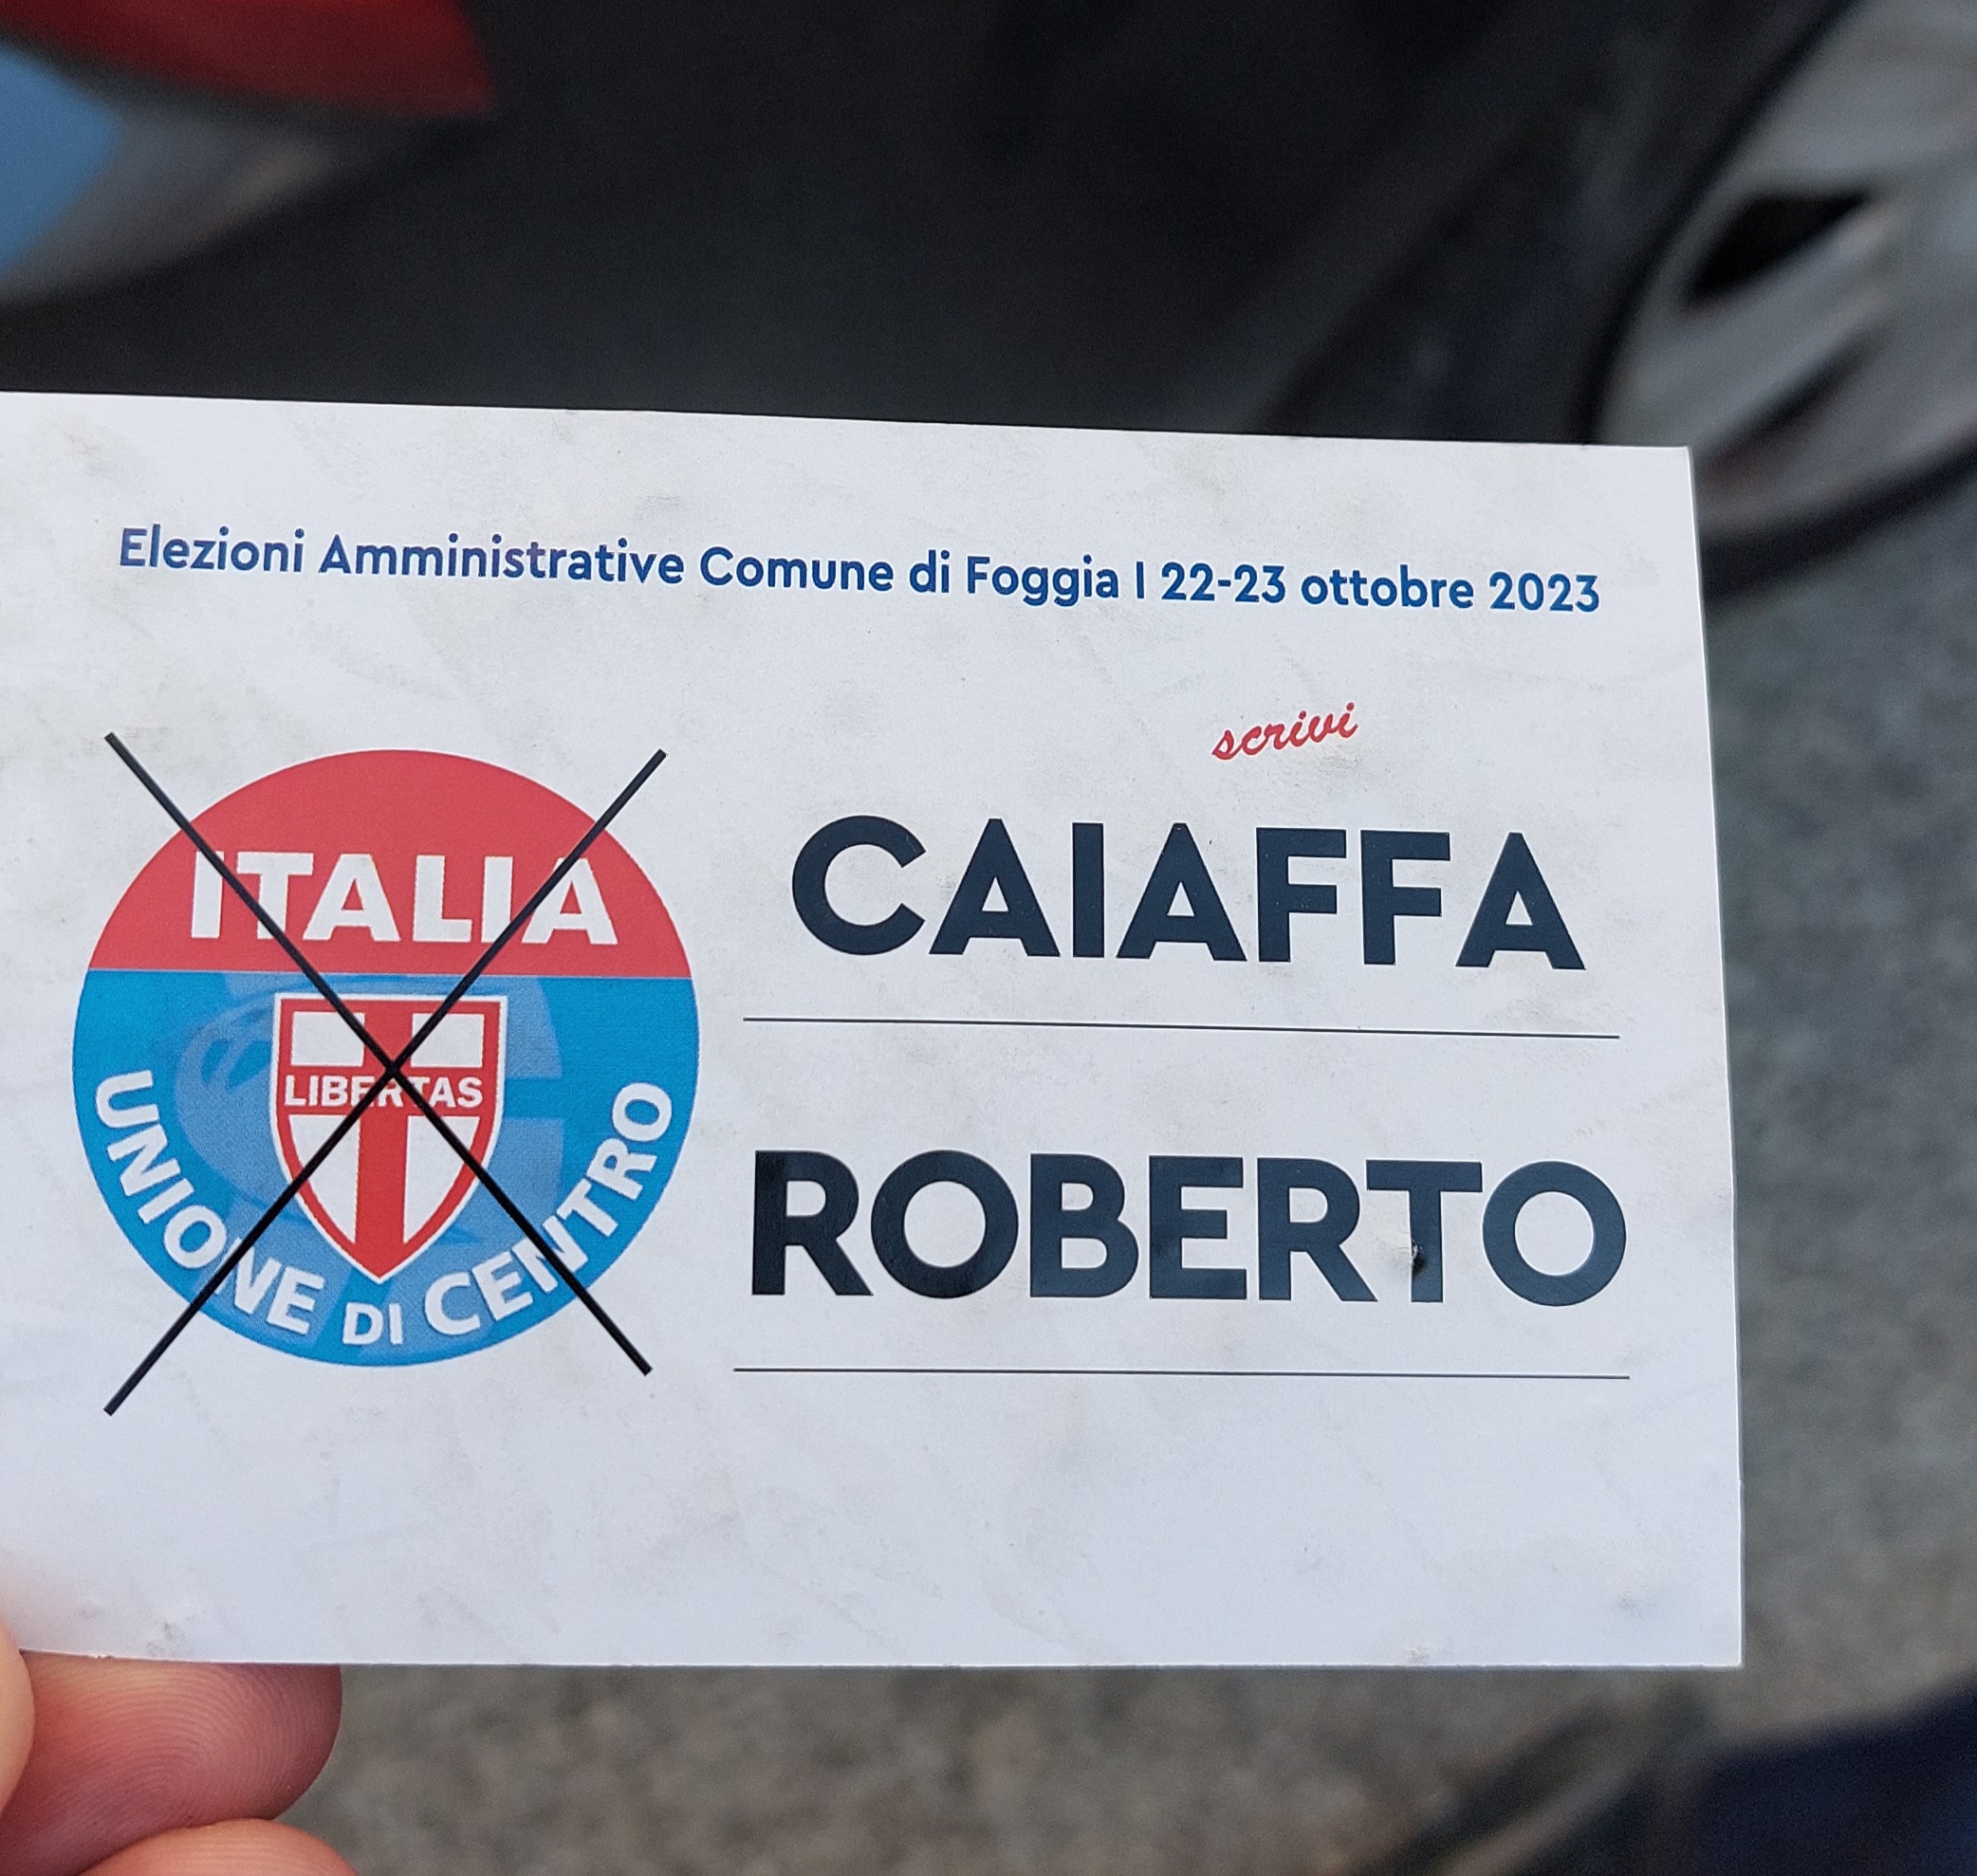 Elezioni Amministrative Comune di Foggia | 22-23 ottobre 2023
scrivi
ITALIA
LIBERTAS
UNIONE DI CENTRO
CAIAFFA
ROBERTO